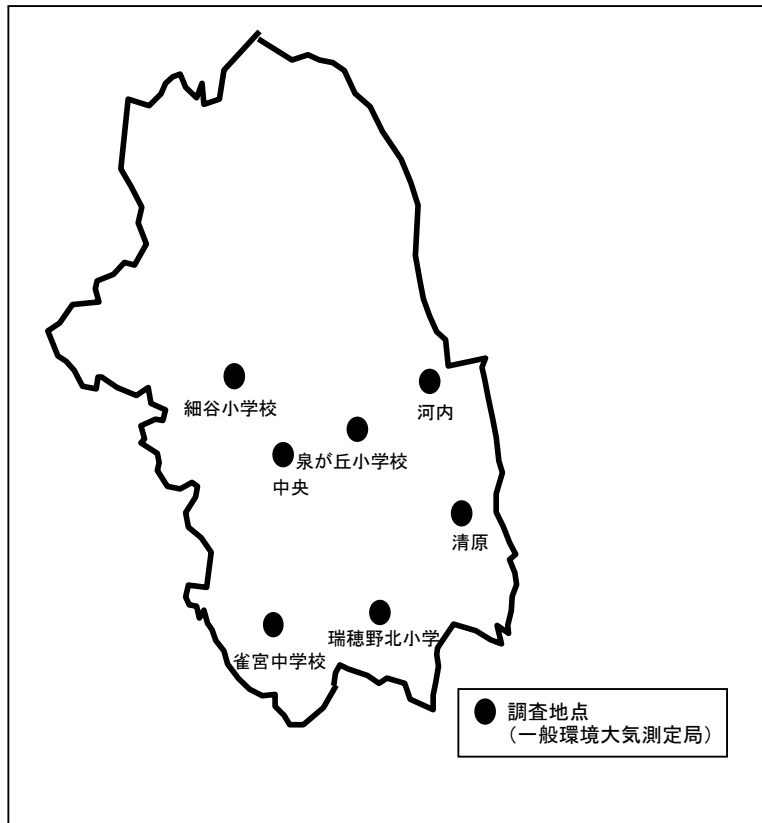 細谷小学校
河内
泉が丘小学校
中央
清原
瑞穂野北小学
雀宮中学校
調査地点
(一般環境大気測定局)